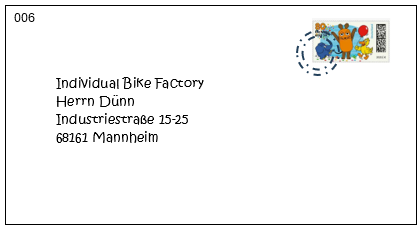 006
Individual Bike Factory
Herrn Dünn
Industriestraße 15-25
68161 Mannheim